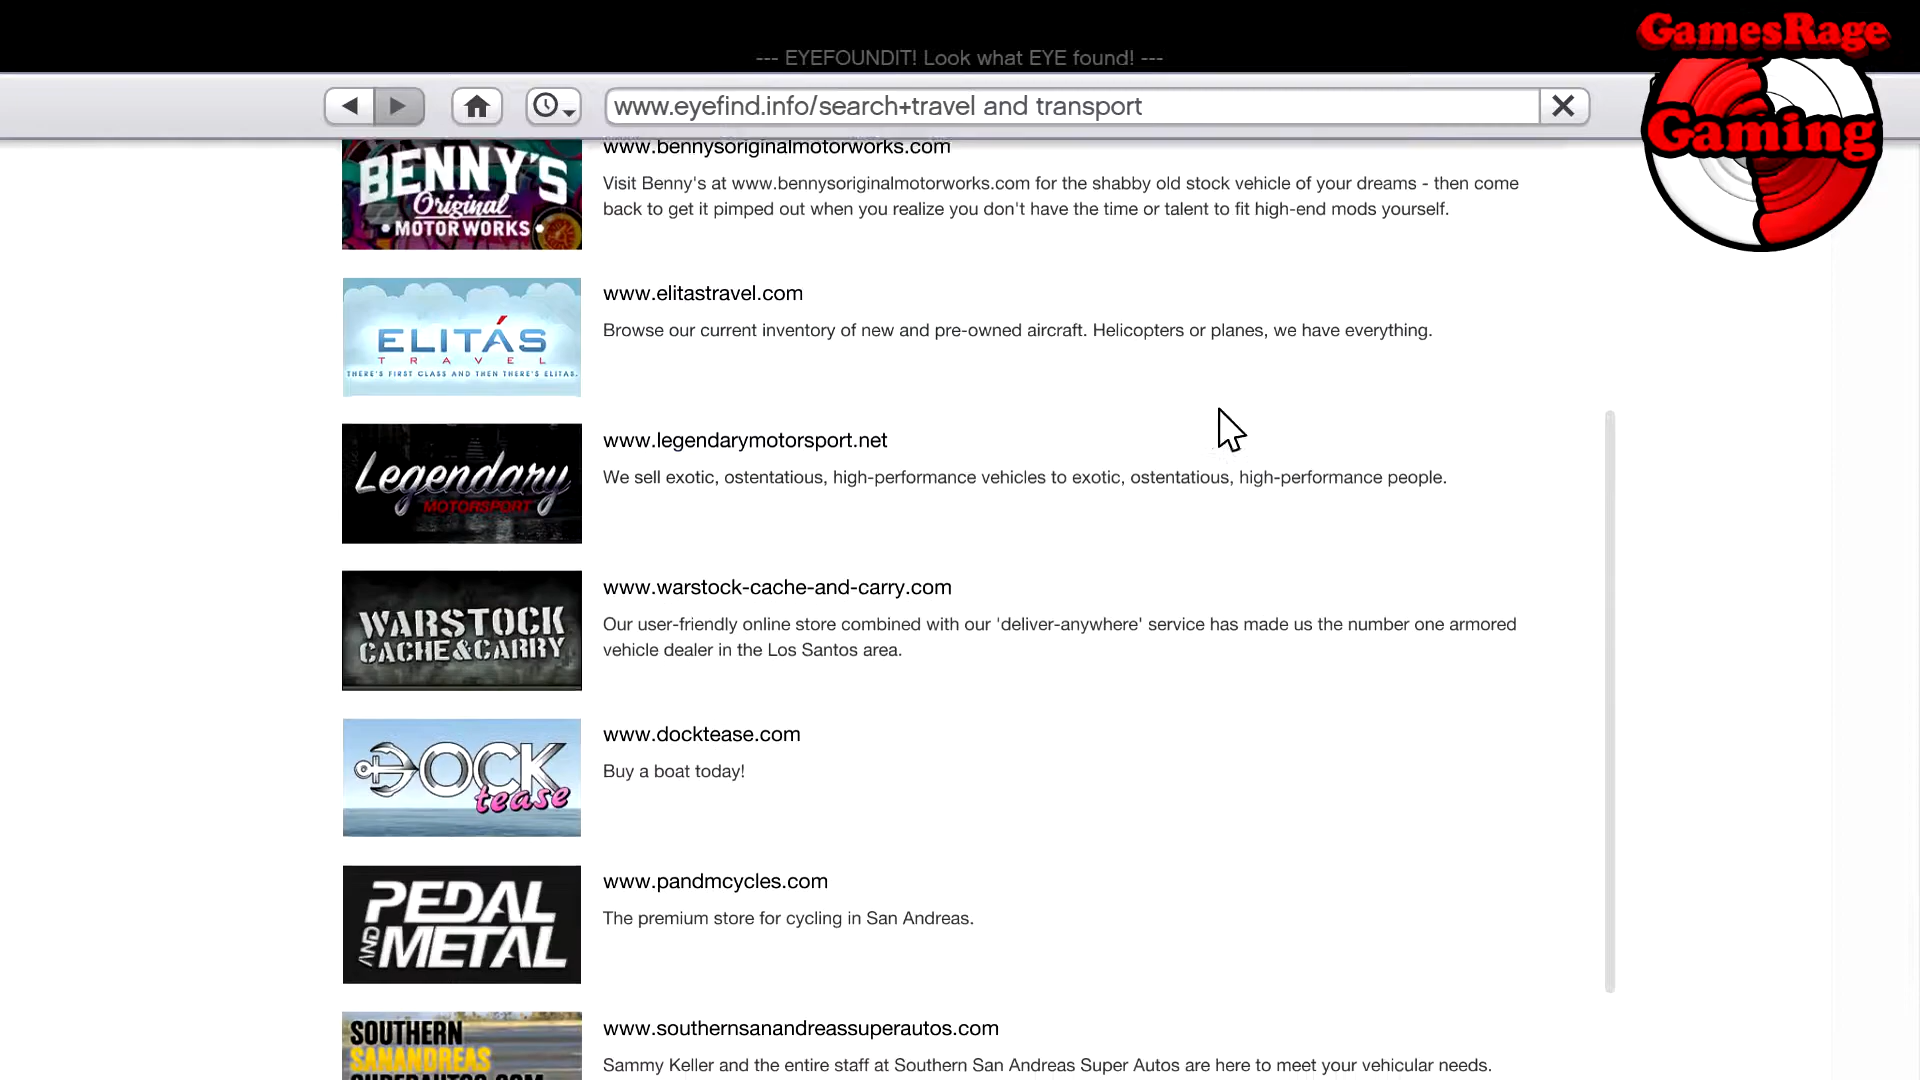 GamesRage
Gaming
--- EYEFOUNDIT! Look what EYE found! ---
www.eyefind.info/search+travel and transport
BENNY'S
Original
•MOTORWORKS•
www.bennysoriginalmotorworks.com
Visit Benny's at www.bennysoriginalmotorworks.com for the shabby old stock vehicle of your dreams - then come
back to get it pimped out when you realize you don't have the time or talent to fit high-end mods yourself.
ELITÁS
TRAVEL
THERE'S FIRST CLASS AND THEN THERE'S ELITAS.
www.elitastravel.com
Browse our current inventory of new and pre-owned aircraft. Helicopters or planes, we have everything.
Legendary
MOTORSPORT
www.legendarymotorsport.net
We sell exotic, ostentatious, high-performance vehicles to exotic, ostentatious, high-performance people.
WARSTOCK
CACHE&CARRY
www.warstock-cache-and-carry.com
Our user-friendly online store combined with our 'deliver-anywhere' service has made us the number one armored
vehicle dealer in the Los Santos area.
DOCK
tease
www.docktease.com
Buy a boat today!
PEDAL
AND METAL
www.pandmcycles.com
The premium store for cycling in San Andreas.
SOUTHERN
SANANDREAS
SUPERAUTOS.COM
www.southernsanandreassuperautos.com
Sammy Keller and the entire staff at Southern San Andreas Super Autos are here to meet your vehicular needs.